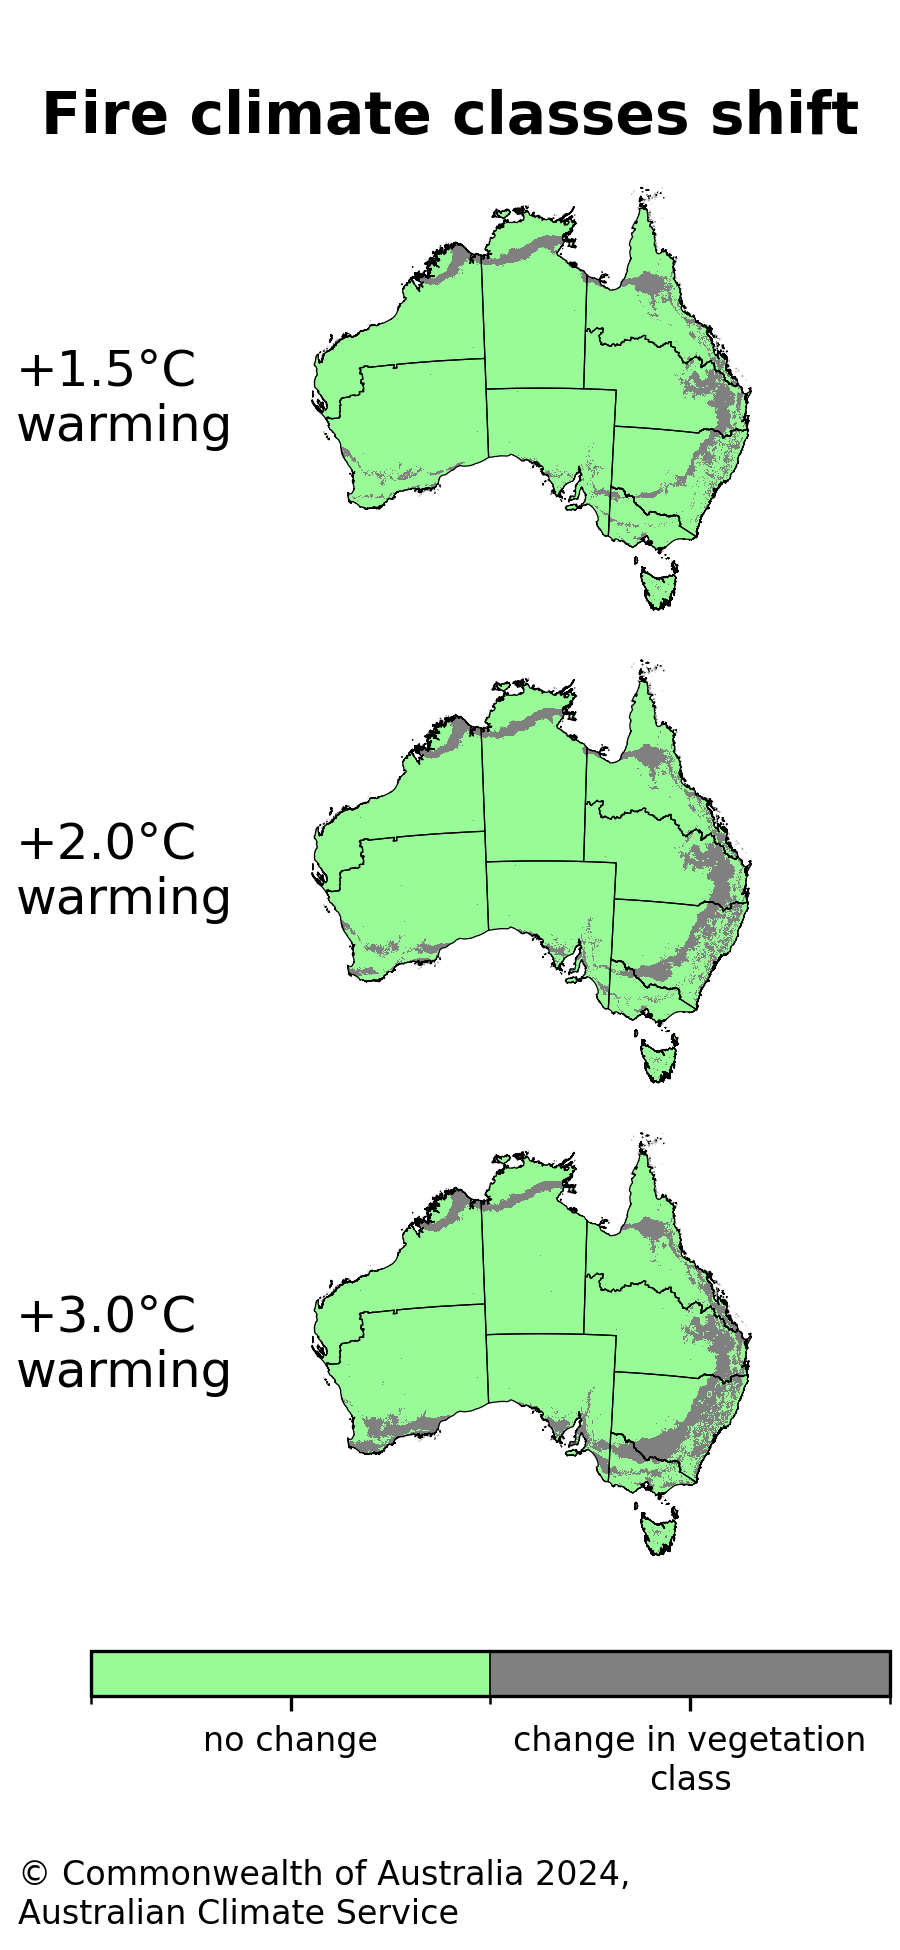 Fire climate classes shift
+1.5°C
warming
+2.0°C
warming
+3.0°C
warming
no change
change in vegetation
class
© Commonwealth of Australia 2024,
Australian Climate Service